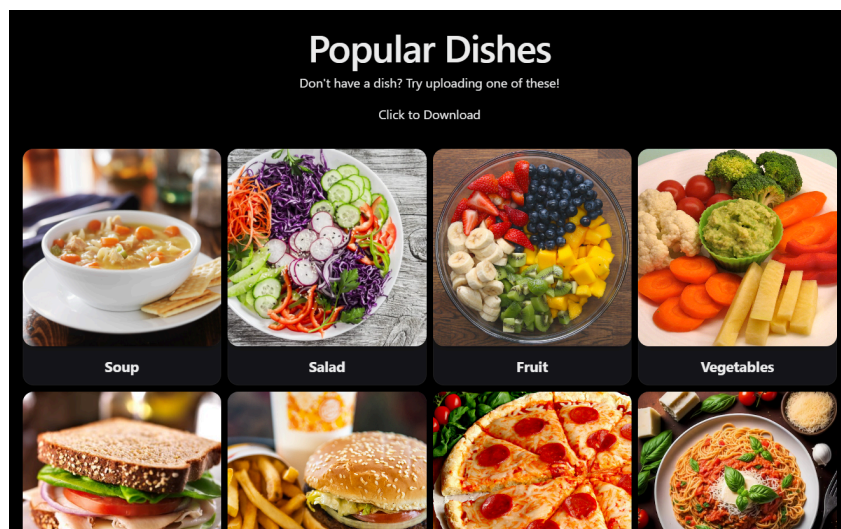 Popular Dishes
Don't have a dish? Try uploading one of these!
Click to Download
Soup
Salad
Fruit
Vegetables